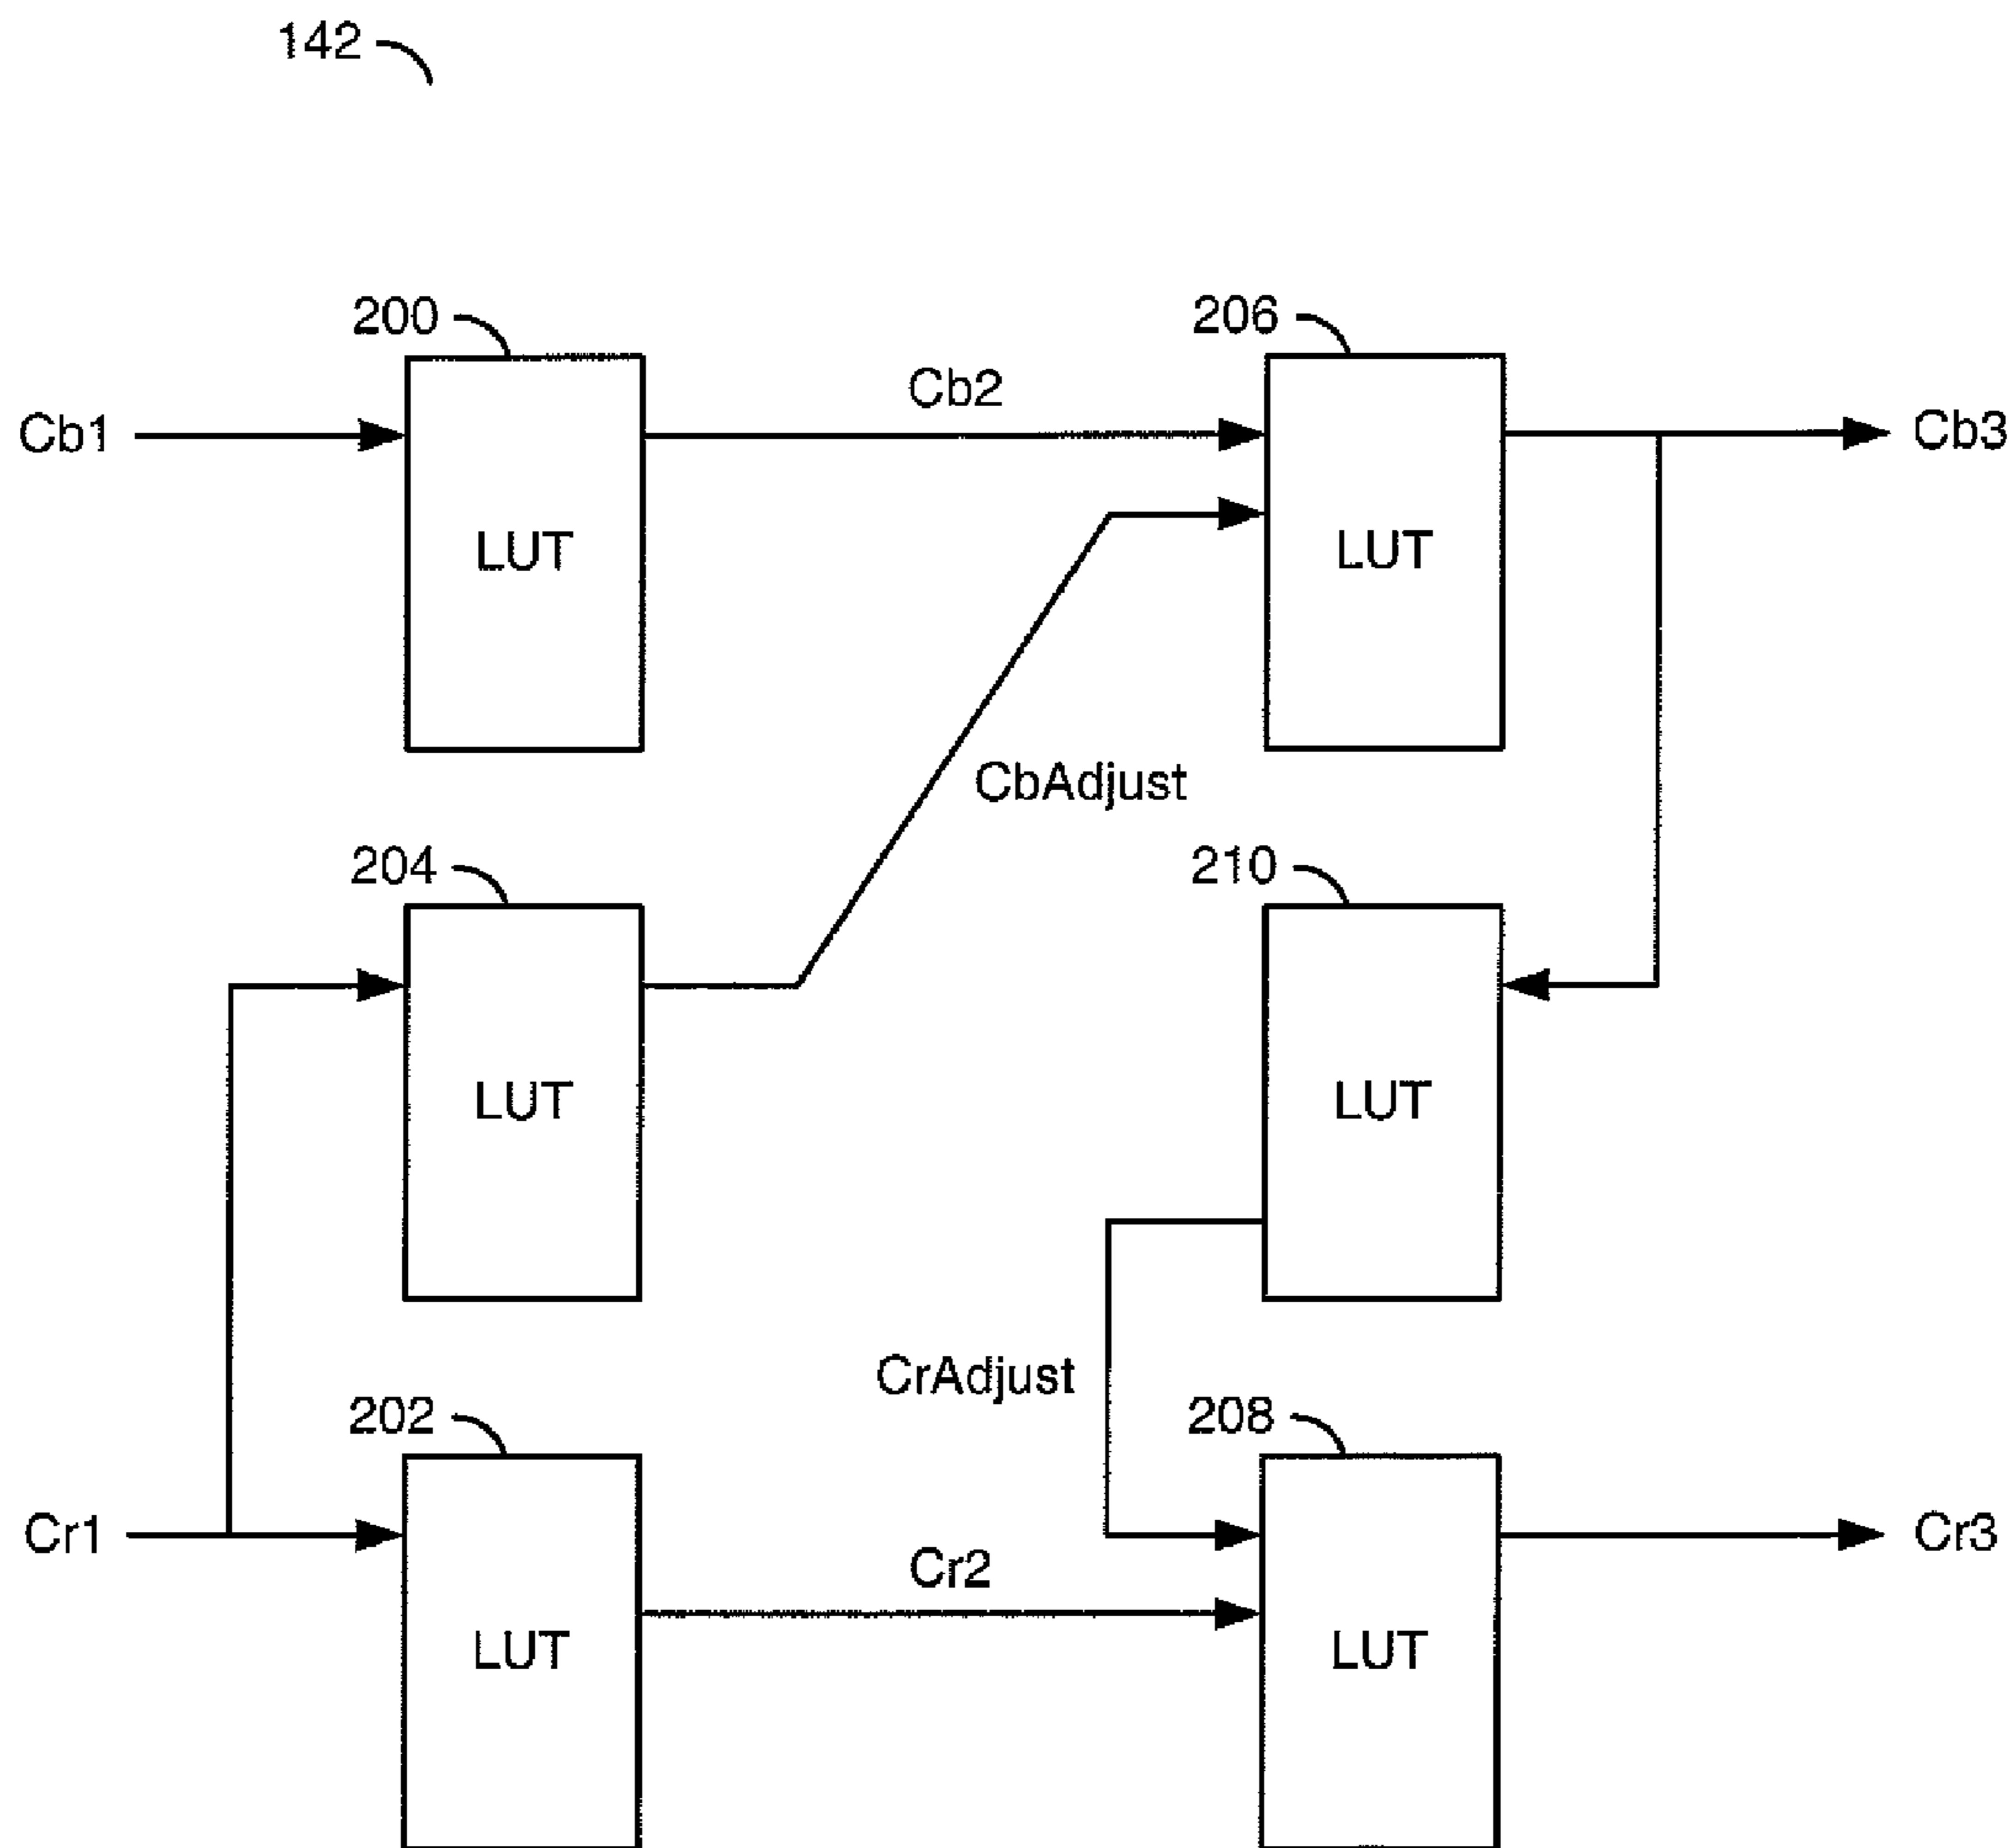 142
200
206
Cb1
Cb2
Cb3
LUT
LUT
CbAdjust
204
210
LUT
LUT
CrAdjust
202
208
Cr1
Cr2
Cr3
LUT
LUT